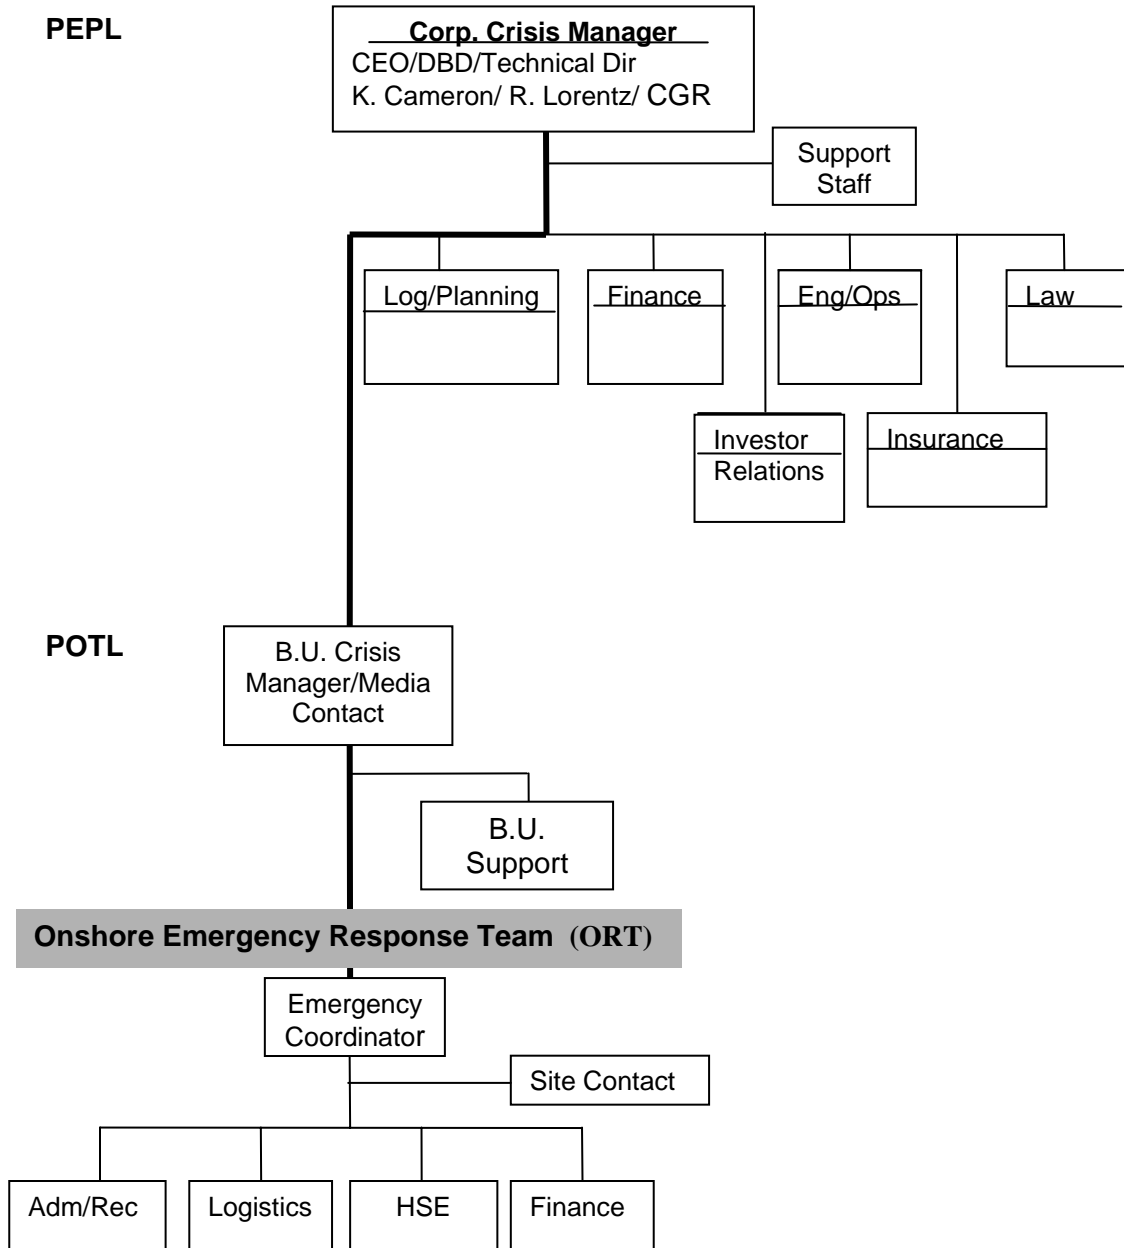 PEPL
Corp. Crisis Manager
CEO/DBD/Technical Dir
K. Cameron/ R. Lorentz/ CGR
Support
Staff
Log/Planning
Finance
Eng/Ops
Law
Investor
Relations
Insurance
POTL
B.U. Crisis
Manager/Media
Contact
B.U.
Support
Onshore Emergency Response Team (ORT)
Emergency
Coordinator
Site Contact
Adm/Rec
Logistics
HSE
Finance